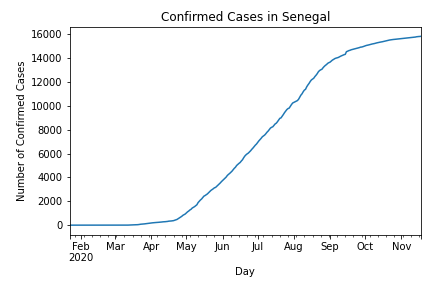 Confirmed Cases in Senegal
16000
14000
12000
10000
8000
6000
4000
2000
0
Number of Confirmed Cases
Feb Mar Apr May Jun Jul Aug Sep Oct Nov
2020
Day